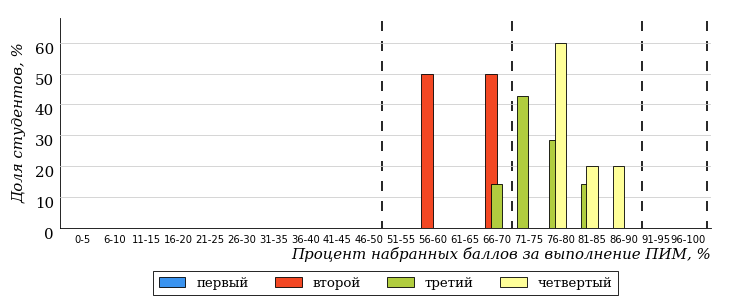 Доля студентов, %
60
50
40
30
20
10
0
0-5 6-10 11-15 16-20 21-25 26-30 31-35 36-40 41-45 46-50 51-55 56-60 61-65 66-70 71-75 76-80 81-85 86-90 91-95 96-100
Процент набранных баллов за выполнение ПИМ, %
первый второй третий четвертый